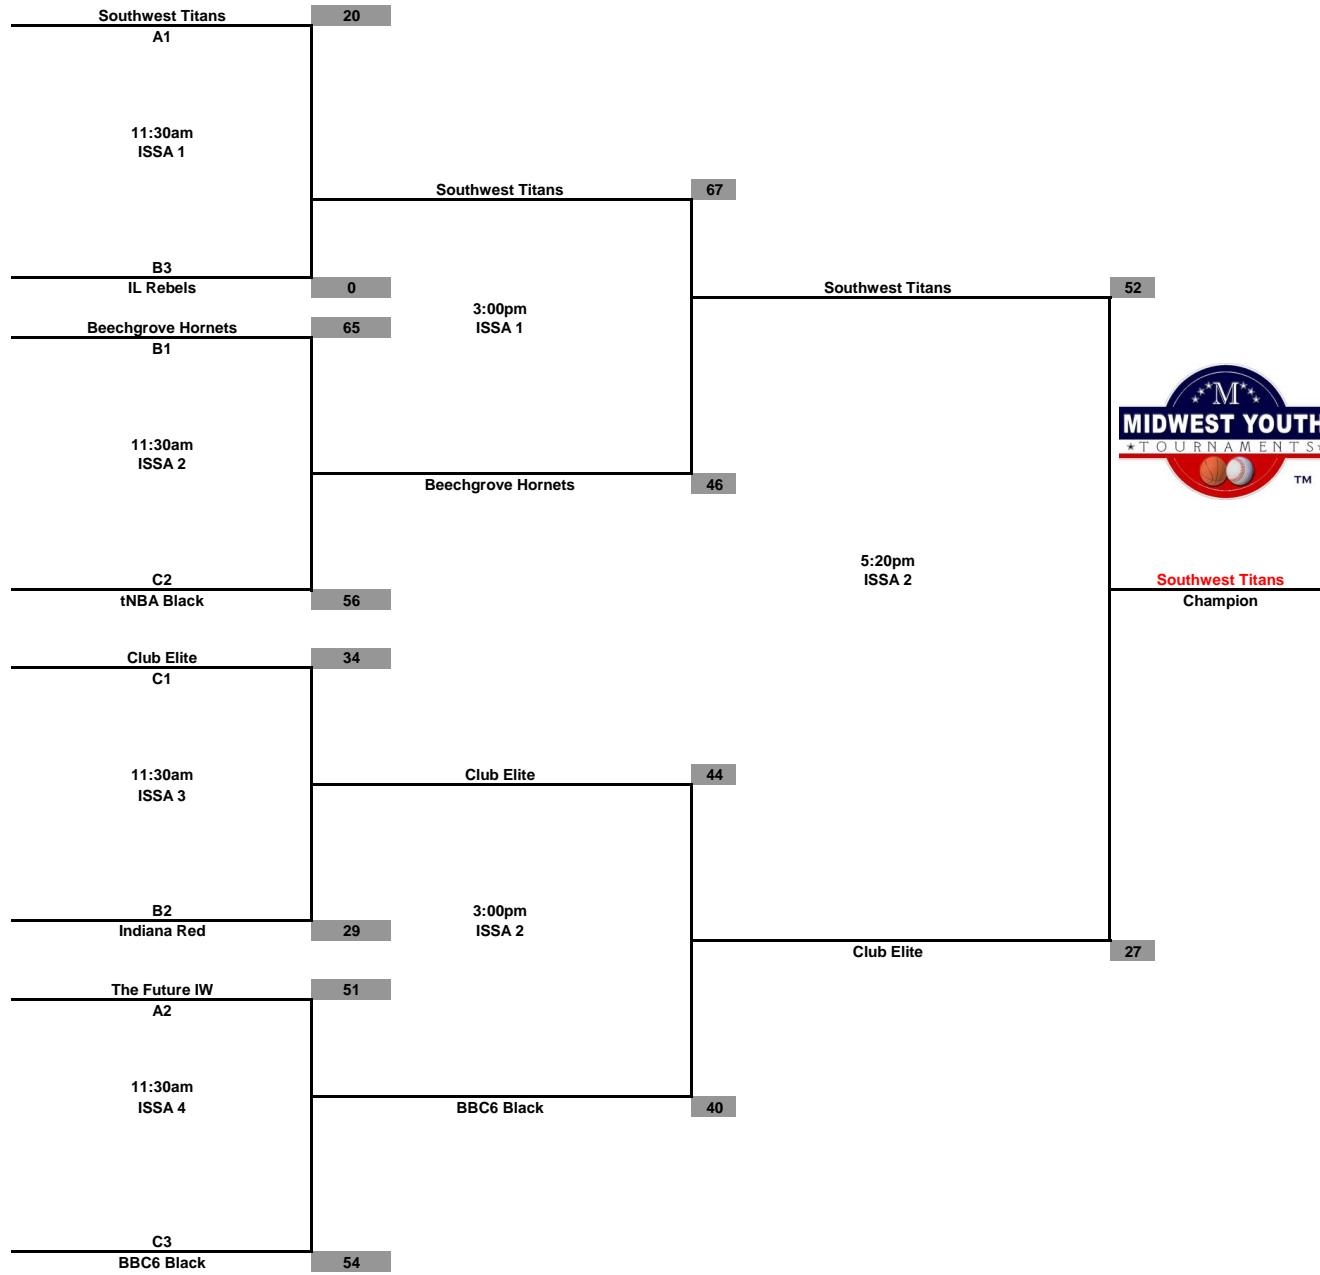 Southwest Titans 20
A1
11:30am
ISSA 1
Southwest Titans 67
B3
IL Rebels 0
3:00pm
ISSA 1
Southwest Titans 52
Beechgrove Hornets 65
B1
11:30am
ISSA 2
Beechgrove Hornets 46
C2
tNBA Black 56
M
MIDWEST YOUTH
TOURNAMENTS
TM
5:20pm
ISSA 2
Southwest Titans
Champion
Club Elite 34
C1
11:30am
ISSA 3
Club Elite 44
B2
Indiana Red 29
3:00pm
ISSA 2
Club Elite 27
The Future IW 51
A2
11:30am
ISSA 4
BBC6 Black 40
C3
BBC6 Black 54